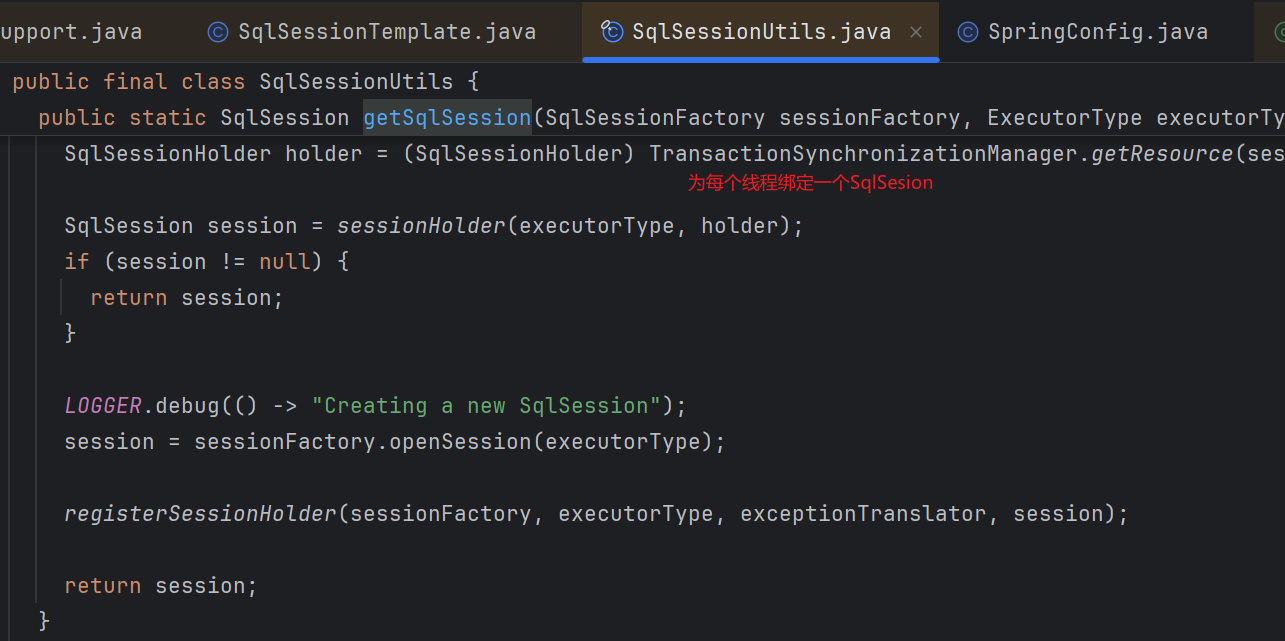 upport.java SqlSessionTemplate.java SqlSessionUtils.java × SpringConfig.java
public final class SqlSessionUtils {
public static SqlSession getSqlSession(SqlSessionFactory sessionFactory, ExecutorType executorTy
SqlSessionHolder holder = (SqlSessionHolder) TransactionSynchronizationManager.getResource(ses
为每个线程绑定一个SqlSesion
SqlSession session = sessionHolder(executorType, holder);
if (session != null) {
return session;
}
LOGGER.debug(() -> "Creating a new SqlSession");
session = sessionFactory.openSession(executorType);
registerSessionHolder(sessionFactory, executorType, exceptionTranslator, session);
return session;
}